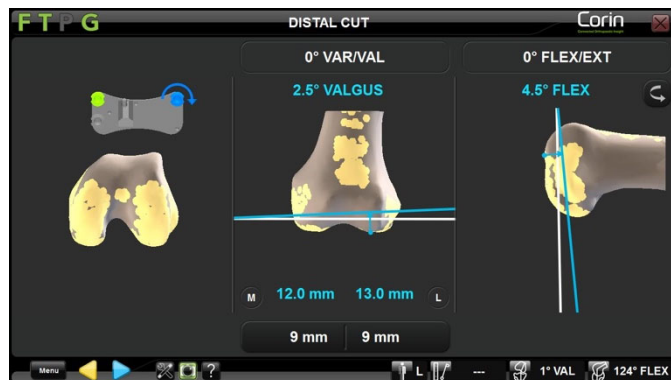 F T P G
DISTAL CUT
Corin
0° VAR/VAL
0° FLEX/EXT
2.5° VALGUS
4.5° FLEX
M 12.0 mm 13.0 mm L
9 mm 9 mm
Menu ? L --- 1° VAL 124° FLEX